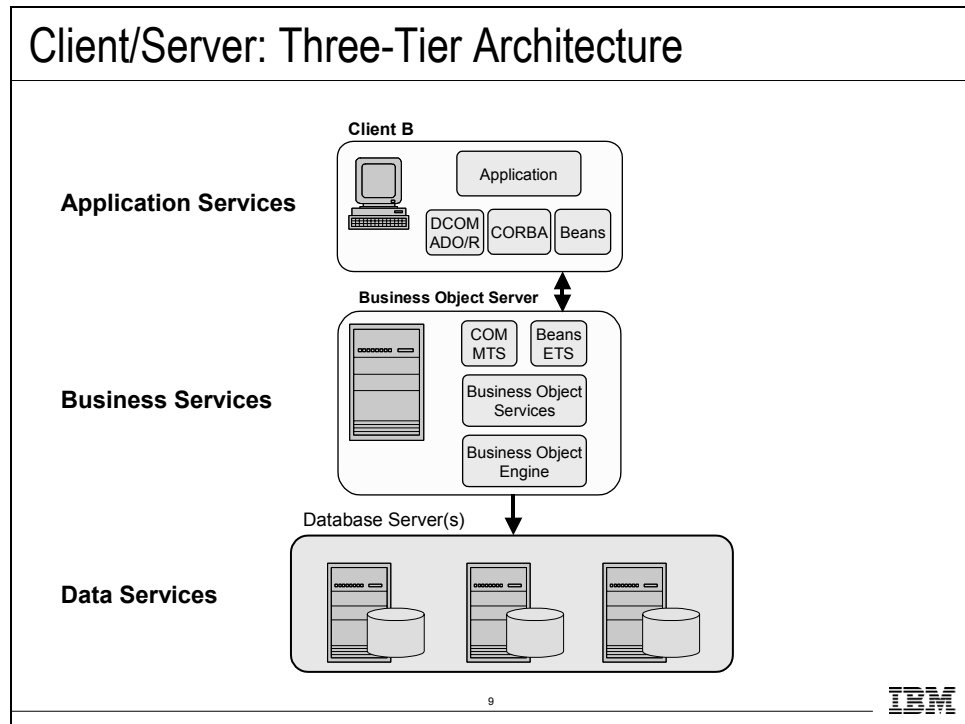 Client/Server: Three-Tier Architecture
Client B
Application Services
Application
DCOM
ADO/R
CORBA
Beans
Business Object Server
Business Services
COM
MTS
Beans
ETS
Business Object
Services
Business Object
Engine
Database Server(s)
Data Services
9
IBM